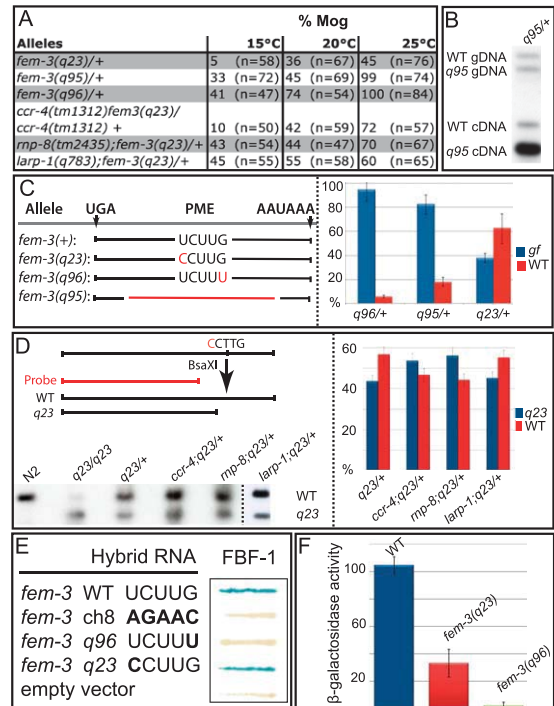 A
% Mog
Alleles 15°C 20°C 25°C
fem-3(q23)/+ 5 (n=58) 36 (n=67) 45 (n=76)
fem-3(q95)/+ 33 (n=72) 45 (n=69) 99 (n=74)
fem-3(q96)/+ 41 (n=47) 74 (n=54) 100 (n=84)
ccr-4(tm1312)fem3(q23)/
ccr-4(tm1312) + 10 (n=50) 42 (n=59) 72 (n=57)
rnp-8(tm2435);fem-3(q23)/+ 43 (n=54) 44 (n=47) 70 (n=67)
larp-1(q783);fem-3(q23)/+ 45 (n=55) 55 (n=58) 60 (n=65)
B
q95/+
WT gDNA
q95 gDNA
WT cDNA
q95 cDNA
C
Allele UGA PME AAUAAA
fem-3(+): UCUUG
fem-3(q23): CCUUG
fem-3(q96): UCUUU
fem-3(q95):
100
80
60
40
20
%
gf
WT
q96/+ q95/+ q23/+
D
CCTTG
BsaXI
Probe
WT
q23
N2 q23/q23 q23/+ ccr-4;q23/+ rnp-8;q23/+ larp-1;q23/+
WT
q23
60
40
20
%
q23
WT
q23/+ ccr-4;q23/+ rnp-8;q23/+ larp-1;q23/+
E
Hybrid RNA FBF-1
fem-3 WT UCUUG
fem-3 ch8 AGAAC
fem-3 q96 UCUUU
fem-3 q23 CCUUG
empty vector
F
β-galactosidase activity
100
80
60
40
20
WT
fem-3(q23)
fem-3(q96)